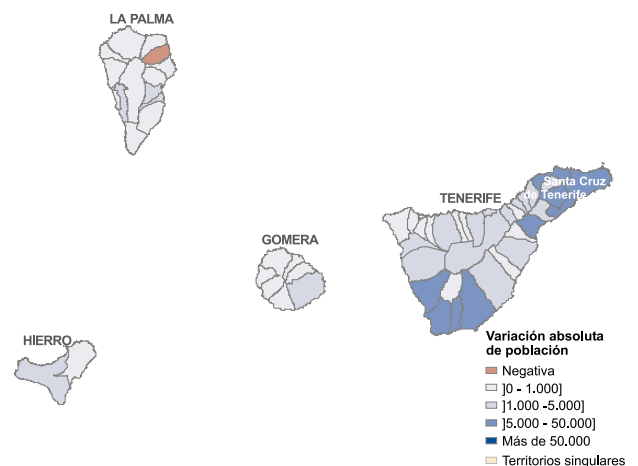 LA PALMA
Santa Cruz
de Tenerife
TENERIFE
GOMERA
HIERRO
Variación absoluta
de población
Negativa
]0 - 1.000]
]1.000 -5.000]
]5.000 - 50.000]
Más de 50.000
Territorios singulares